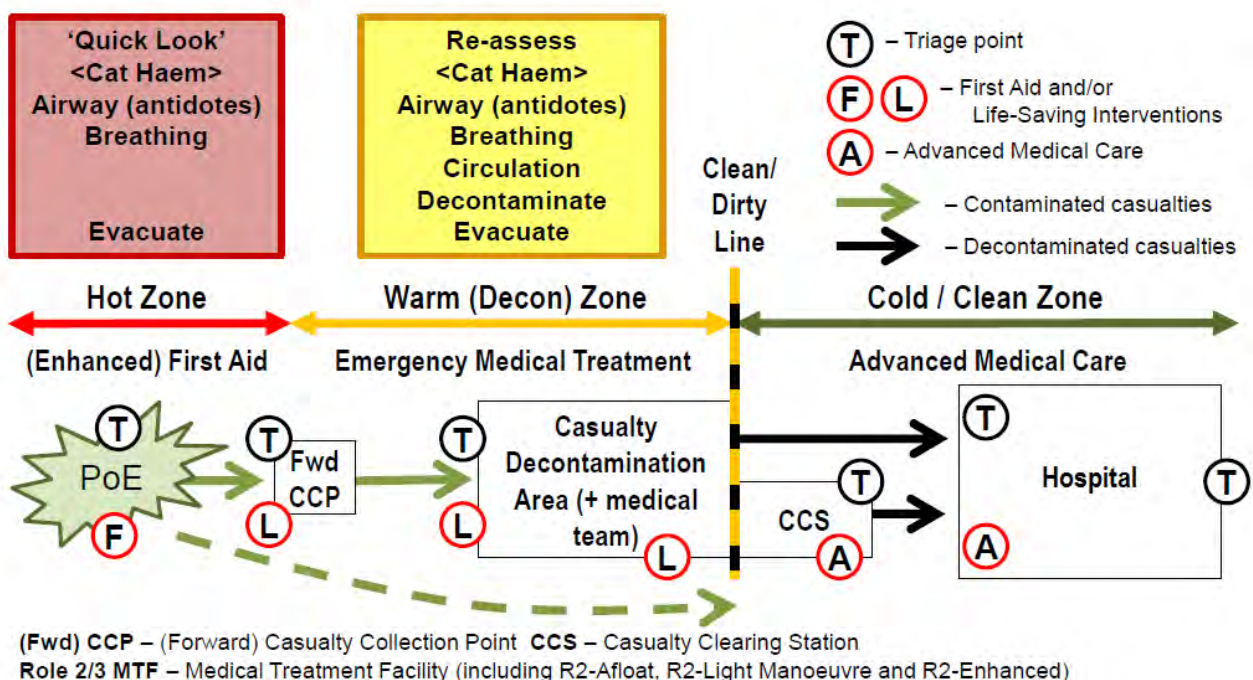 ‘Quick Look’
<Cat Haem>
Airway (antidotes)
Breathing
Evacuate
Re-assess
<Cat Haem>
Airway (antidotes)
Breathing
Circulation
Decontaminate
Evacuate
Clean/
Dirty
Line
T – Triage point
F L – First Aid and/or
Life-Saving Interventions
A – Advanced Medical Care
– Contaminated casualties
– Decontaminated casualties
Hot Zone
Warm (Decon) Zone
Cold / Clean Zone
(Enhanced) First Aid
Emergency Medical Treatment
Advanced Medical Care
T
PoE
F
T
Fwd
CCP
L
T
Casualty
Decontamination
Area (+ medical
team)
L
L
T
CCS
A
T
Hospital
T
A
(Fwd) CCP – (Forward) Casualty Collection Point CCS – Casualty Clearing Station
Role 2/3 MTF – Medical Treatment Facility (including R2-Afloat, R2-Light Manoeuvre and R2-Enhanced)